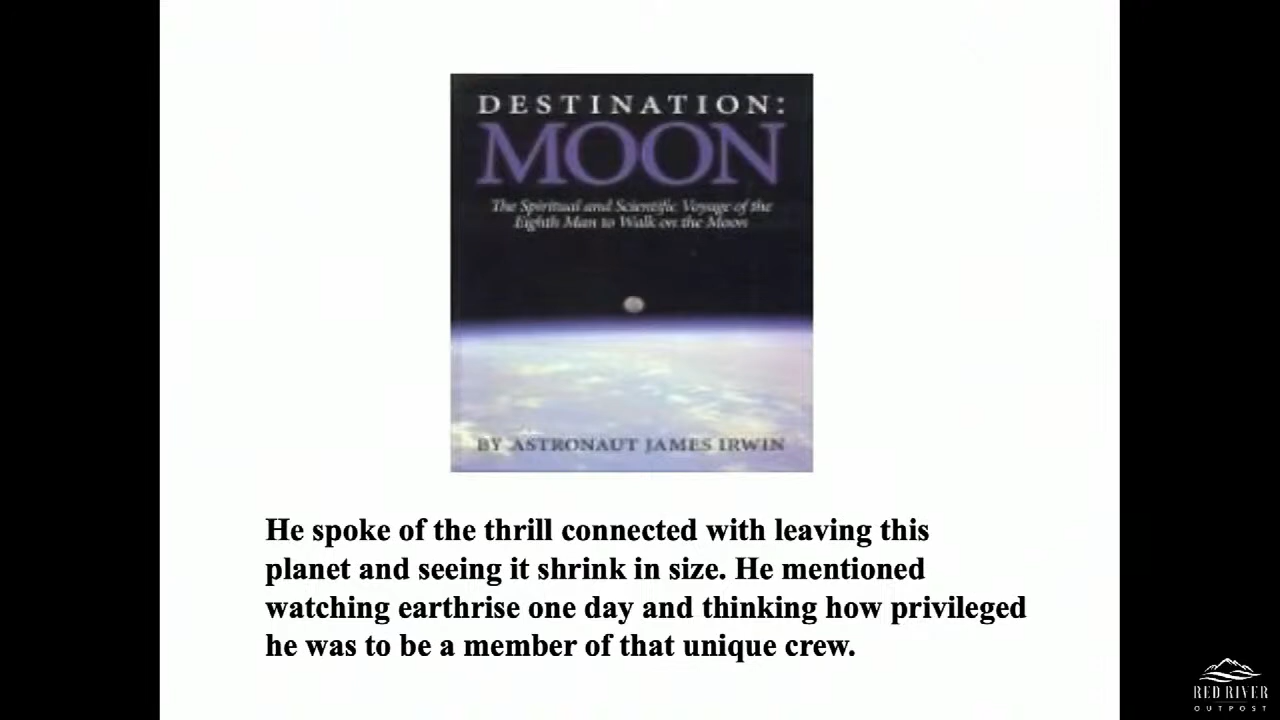 DESTINATION:
MOON
The Spiritual and Scientific Voyage of the
Eighth Man to Walk on the Moon
BY ASTRONAUT JAMES IRWIN
He spoke of the thrill connected with leaving this
planet and seeing it shrink in size. He mentioned
watching earthrise one day and thinking how privileged
he was to be a member of that unique crew.
RED RIVER
OUTPOST